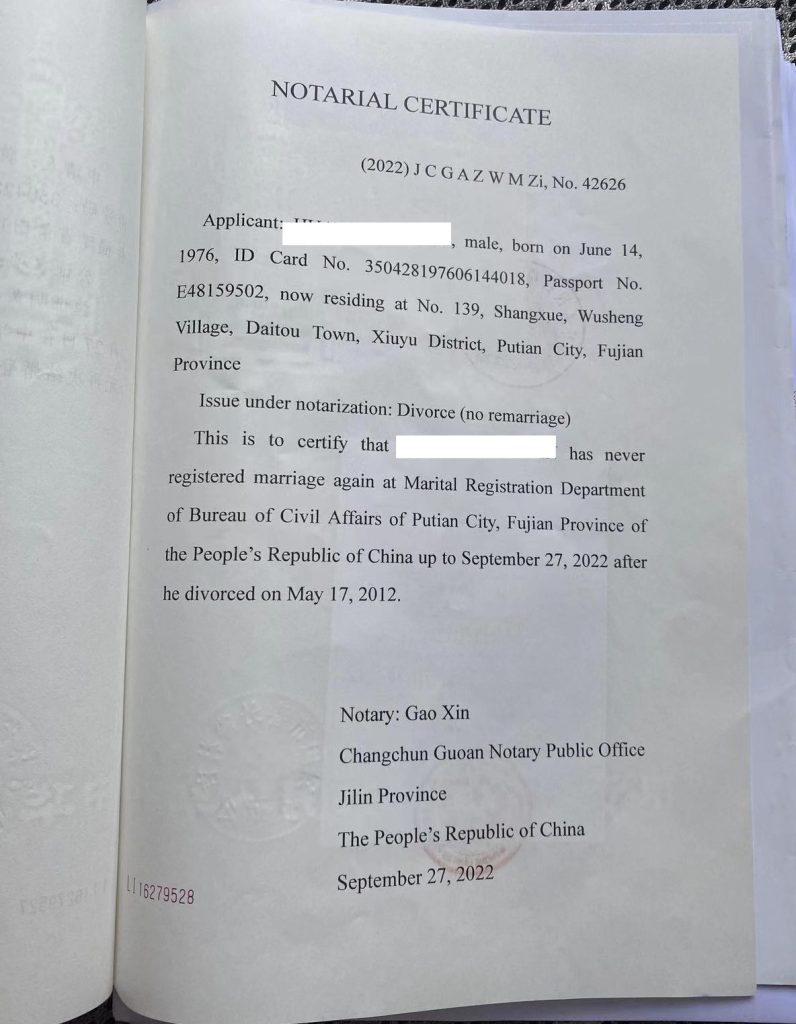 NOTARIAL CERTIFICATE
(2022) J C G A Z W M Zi, No. 42626
Applicant: , male, born on June 14,
1976, ID Card No. 350428197606144018, Passport No.
E48159502, now residing at No. 139, Shangxue, Wusheng
Village, Daitou Town, Xiuyu District, Putian City, Fujian
Province
Issue under notarization: Divorce (no remarriage)
This is to certify that has never
registered marriage again at Marital Registration Department
of Bureau of Civil Affairs of Putian City, Fujian Province of
the People's Republic of China up to September 27, 2022 after
he divorced on May 17, 2012.
Notary: Gao Xin
Changchun Guoan Notary Public Office
Jilin Province
The People's Republic of China
September 27, 2022
16279528